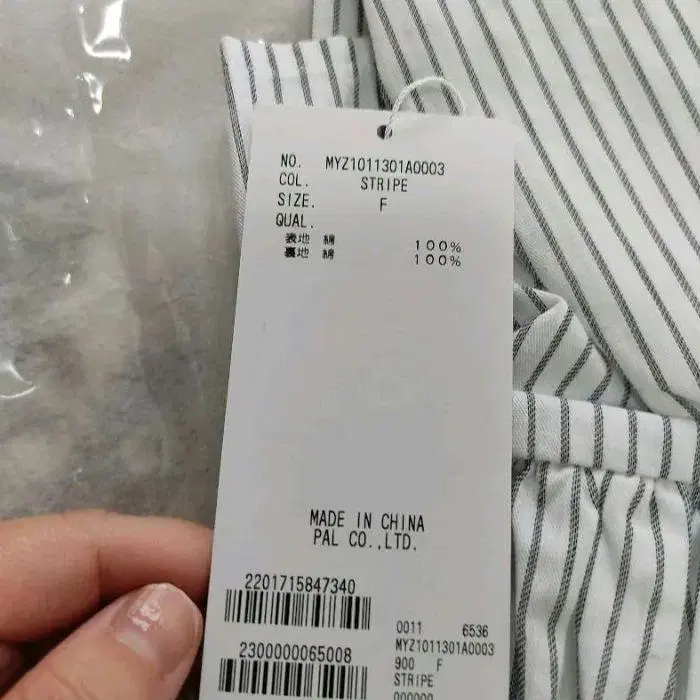 NO. MYZ1011301A0003
COL. STRIPE
SIZE. F
QUAL.
表地 綿 100%
裏地 綿 100%
MADE IN CHINA
PAL CO.,LTD.
2201715847340
2300000065008
0011 6536
MYZ1011301A0003
900 F
STRIPE
000000